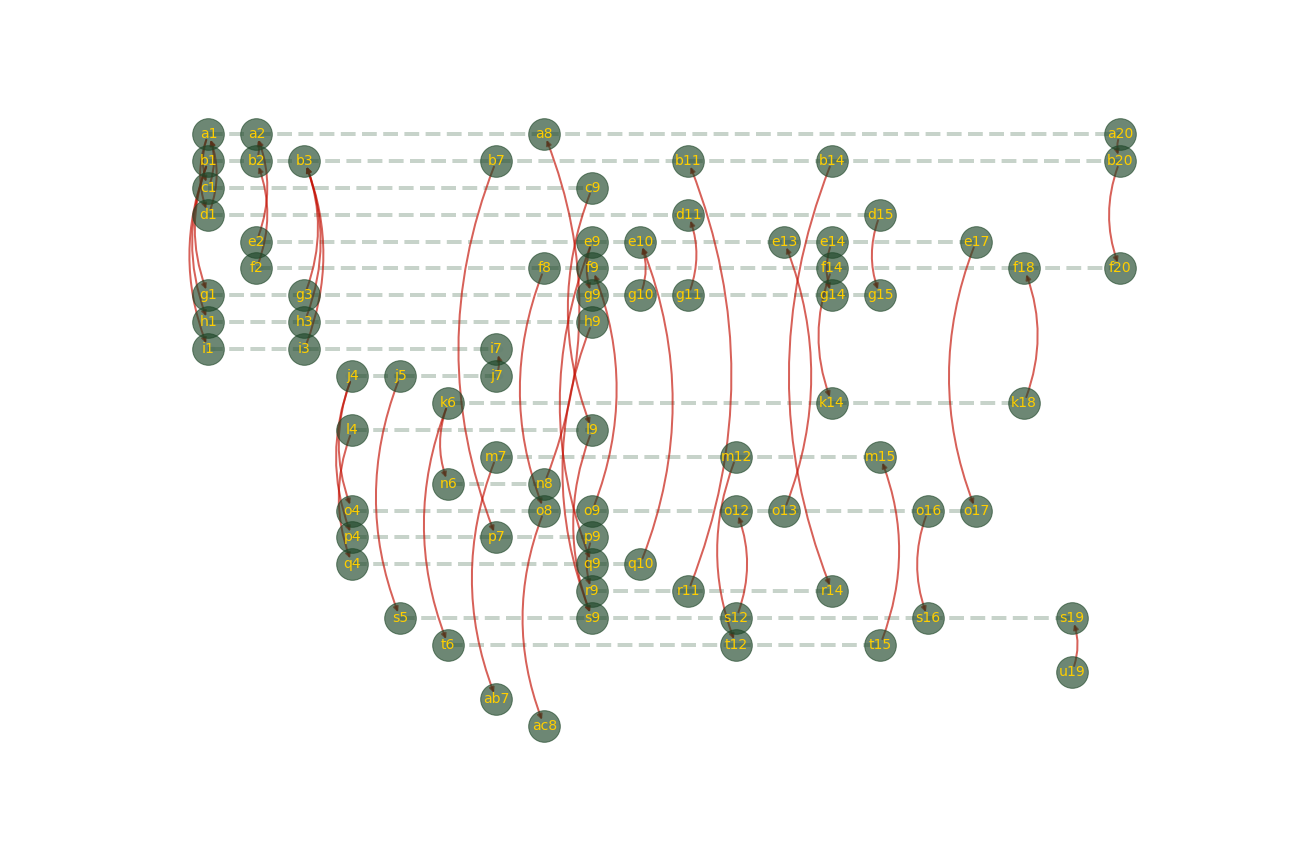 a1 a2 a8 a20
b1 b2 b3 b7 b11 b14 b20
c1 c9
d1 d11 d15
e2 e9 e10 e13 e14 e17
f2 f8 f9 f14 f18 f20
g1 g3 g9 g10 g11 g14 g15
h1 h3 h9
i1 i3 i7
j4 j5 j7
k6 k14 k18
l4 l9
m7 m12 m15
n6 n8
o4 o8 o9 o12 o13 o16 o17
p4 p7 p9
q4 q9 q10
r9 r11 r14
s5 s9 s12 s16 s19
t6 t12 t15
u19
ab7
ac8